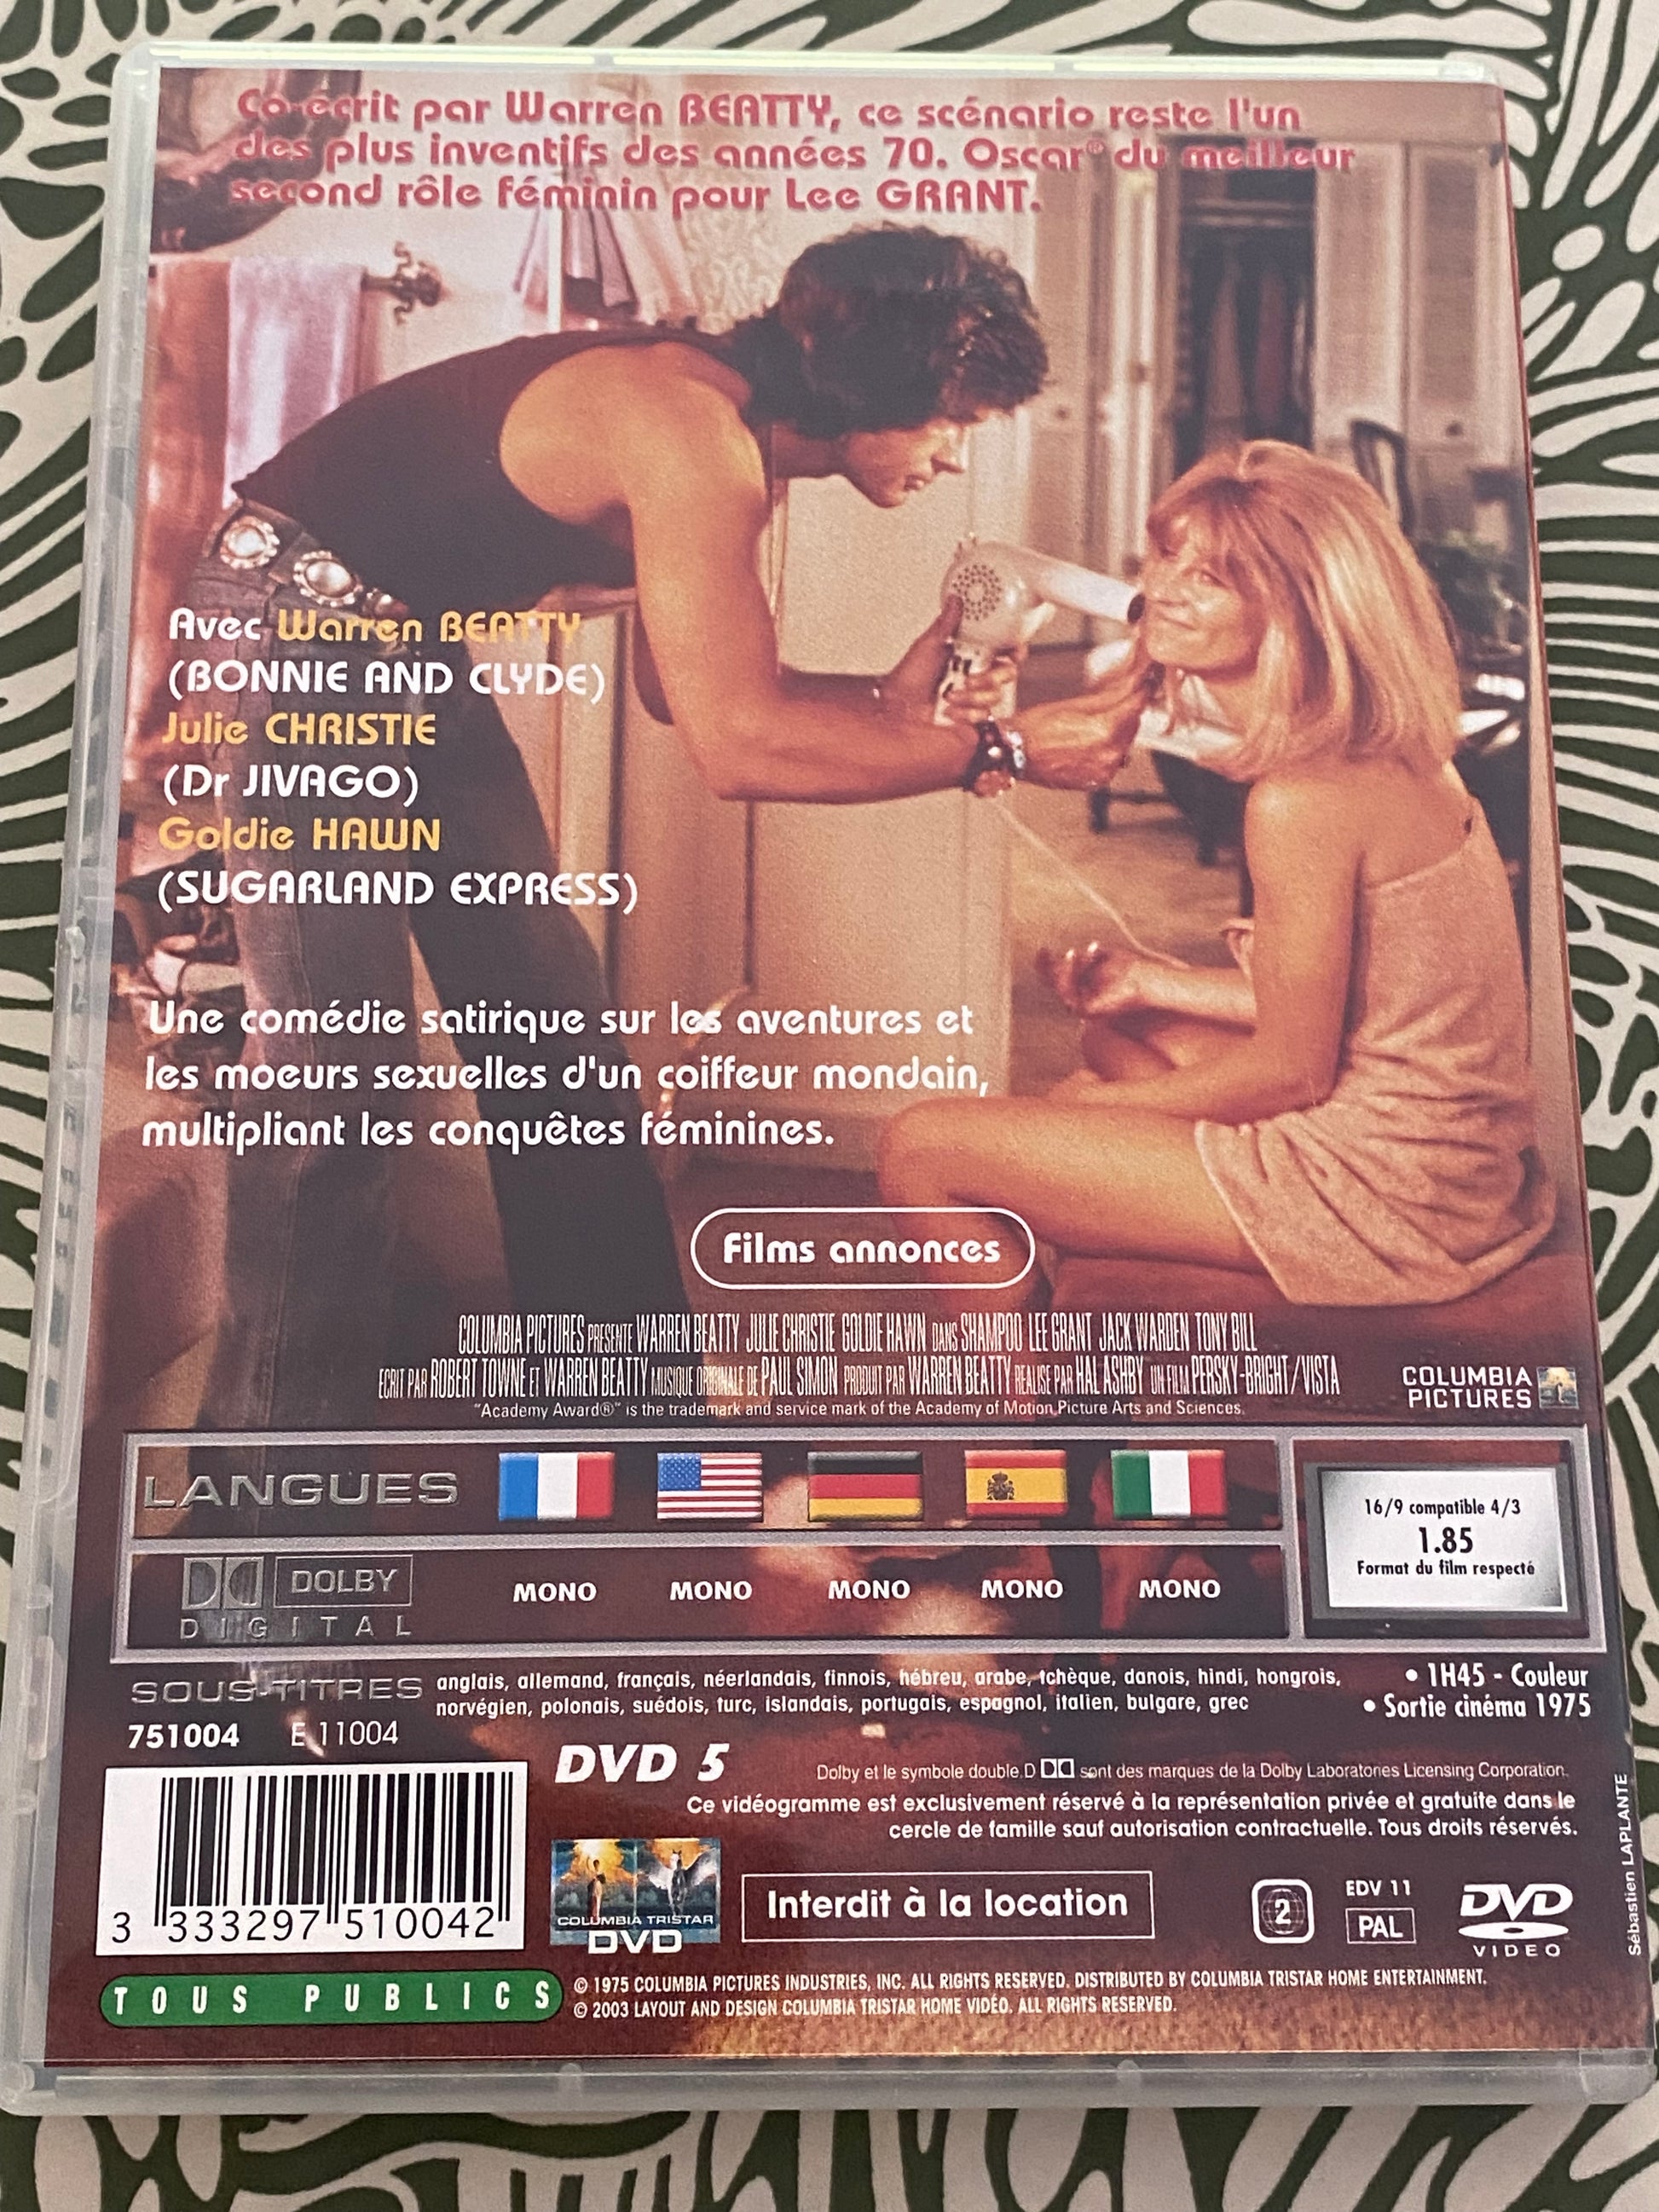 Co-écrit par Warren BEATTY, ce scénario reste l'un
des plus inventifs des années 70. Oscar® du meilleur
second rôle féminin pour Lee GRANT.
Avec Warren BEATTY
(BONNIE AND CLYDE)
Julie CHRISTIE
(Dr JIVAGO)
Goldie HAWN
(SUGARLAND EXPRESS)
Une comédie satirique sur les aventures et
les moeurs sexuelles d'un coiffeur mondain,
multipliant les conquêtes féminines.
Films annonces
COLUMBIA PICTURES PRESENTE WARREN BEATTY JULIE CHRISTIE GOLDIE HAWN DANS SHAMPOO LEE GRANT JACK WARDEN TONY BILL
ECRIT PAR ROBERT TOWNE ET WARREN BEATTY MUSIQUE ORIGINALE DE PAUL SIMON PRODUIT PAR WARREN BEATTY REALISE PAR HAL ASHBY UN FILM PERSKY-BRIGHT/VISTA
"Academy Award®" is the trademark and service mark of the Academy of Motion Picture Arts and Sciences.
COLUMBIA
PICTURES
LANGUES
16/9 compatible 4/3
1.85
Format du film respecté
DOLBY
DIGITAL
MONO MONO MONO MONO MONO
SOUS-TITRES anglais, allemand, français, néerlandais, finnois, hébreu, arabe, tchèque, danois, hindi, hongrois,
norvégien, polonais, suédois, turc, islandais, portugais, espagnol, italien, bulgare, grec
• 1H45 - Couleur
• Sortie cinéma 1975
751004 E 11004
DVD 5
Dolby et le symbole double D sont des marques de la Dolby Laboratories Licensing Corporation.
Ce vidéogramme est exclusivement réservé à la représentation privée et gratuite dans le
cercle de famille sauf autorisation contractuelle. Tous droits réservés.
3 333297 510042
COLUMBIA TRISTAR
DVD
Interdit à la location
2
EDV 11
PAL
DVD
VIDEO
Sébastien LAPLANTE
TOUS PUBLICS
© 1975 COLUMBIA PICTURES INDUSTRIES, INC. ALL RIGHTS RESERVED. DISTRIBUTED BY COLUMBIA TRISTAR HOME ENTERTAINMENT.
© 2003 LAYOUT AND DESIGN COLUMBIA TRISTAR HOME VIDÉO. ALL RIGHTS RESERVED.